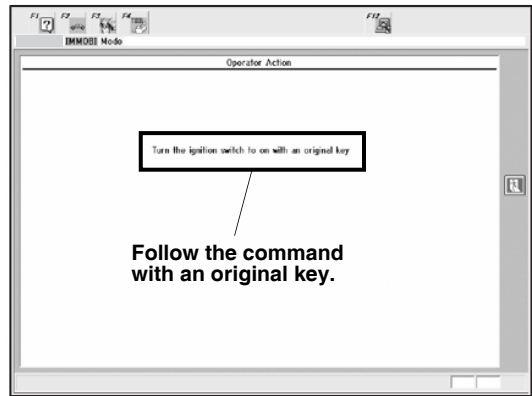 F1 F2 F3 F4 F12
IMMOBI Mode
Operator Action
Turn the ignition switch to on with an original key
Follow the command
with an original key.